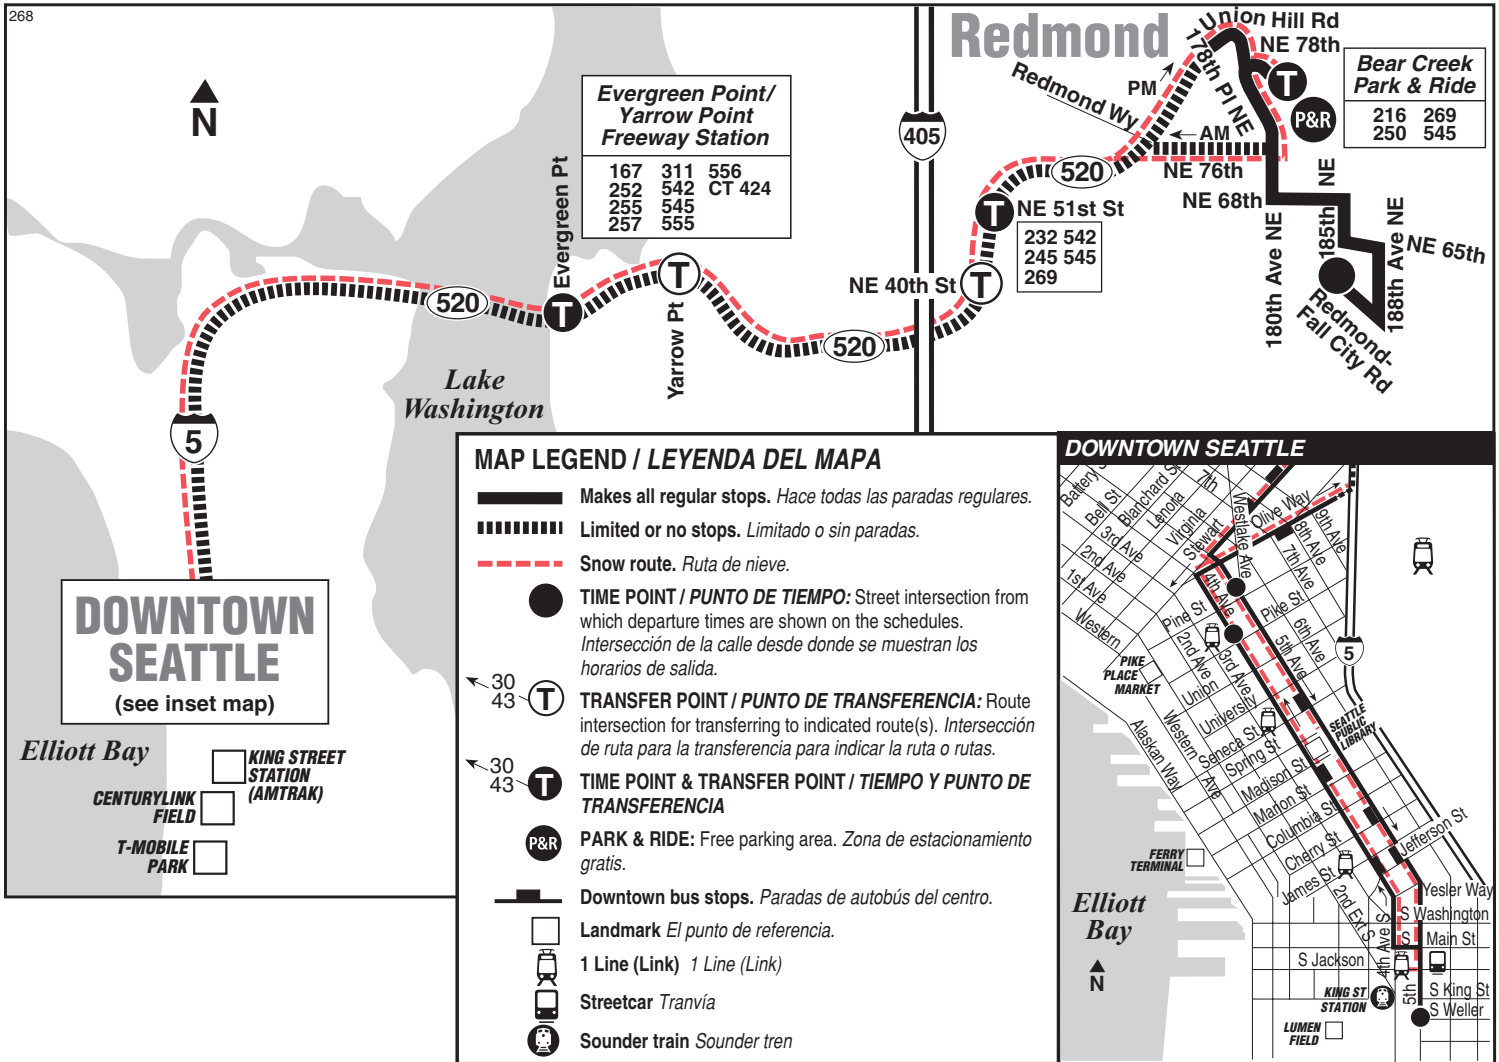 268
N
Redmond
Union Hill Rd
NE 78th
178th Pl NE
PM
Redmond Wy
AM
NE 76th
T
P&R
Bear Creek
Park & Ride
216 269
250 545
Evergreen Point/
Yarrow Point
Freeway Station
167 311 556
252 542 CT 424
255 545
257 555
405
520
T
NE 51st St
232 542
245 545
269
NE 40th St
T
NE 68th
180th Ave NE
185th NE
188th Ave NE
NE 65th
Redmond-
Fall City Rd
Evergreen Pt
T
T
Yarrow Pt
520
520
Lake
Washington
5
DOWNTOWN
SEATTLE
(see inset map)
Elliott Bay
KING STREET
STATION
(AMTRAK)
CENTURYLINK
FIELD
T-MOBILE
PARK
MAP LEGEND / LEYENDA DEL MAPA
Makes all regular stops. Hace todas las paradas regulares.
Limited or no stops. Limitado o sin paradas.
Snow route. Ruta de nieve.
TIME POINT / PUNTO DE TIEMPO: Street intersection from
which departure times are shown on the schedules.
Intersección de la calle desde donde se muestran los
horarios de salida.
30
43
T
TRANSFER POINT / PUNTO DE TRANSFERENCIA: Route
intersection for transferring to indicated route(s). Intersección
de ruta para la transferencia para indicar la ruta o rutas.
30
43
T
TIME POINT & TRANSFER POINT / TIEMPO Y PUNTO DE
TRANSFERENCIA
P&R
PARK & RIDE: Free parking area. Zona de estacionamiento
gratis.
Downtown bus stops. Paradas de autobús del centro.
Landmark El punto de referencia.
1 Line (Link) 1 Line (Link)
Streetcar Tranvía
Sounder train Sounder tren
DOWNTOWN SEATTLE
Battery S
Bell St
Blanchard St
Lenora
Virginia
7th
Stewart
Westlake Ave
Olive Way
9th Ave
8th Ave
7th Ave
3rd Ave
2nd Ave
1st Ave
Western
4th Ave
Pine St
Pike St
6th Ave
5th Ave
3rd Ave
2nd Ave
Union
University
PIKE
PLACE
MARKET
5
SEATTLE
PUBLIC
LIBRARY
Seneca St
Spring St
Madison St
Marion St
Columbia St
Cherry St
James St
Western Ave
Alaskan Way
Jefferson St
FERRY
TERMINAL
2nd Ext S
Yesler Way
S Washington
S Main St
4th Ave S
S Jackson
Elliott
Bay
N
KING ST
STATION
5th
S King St
S Weller
LUMEN
FIELD